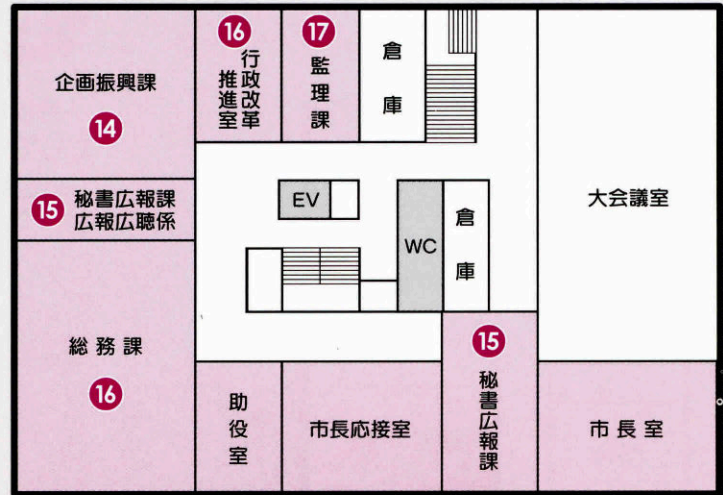 企画振興課
14
16
行政改革
推進室
17
監理課
倉庫
15
秘書広報課
広報広聴係
EV
WC
倉庫
大会議室
総務課
16
助役室
市長応接室
15
秘書広報課
市長室